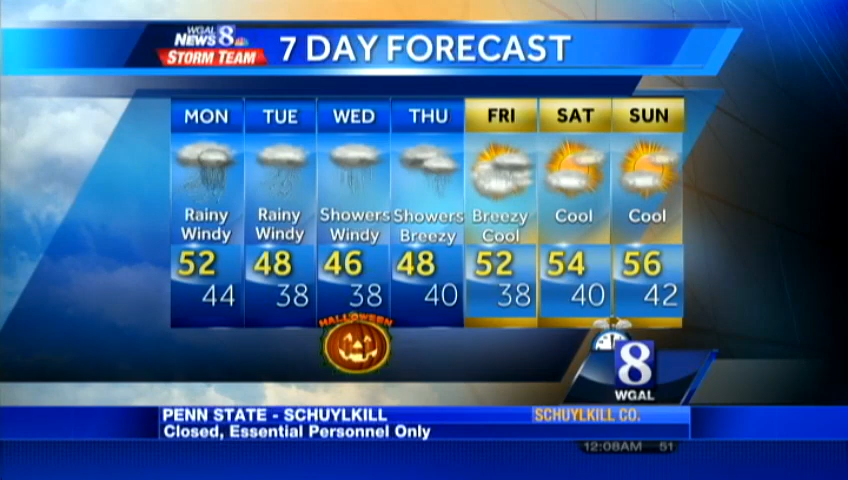 WGAL
NEWS 8
STORM TEAM
7 DAY FORECAST
MON TUE WED THU FRI SAT SUN
Rainy Rainy Showers Showers Breezy Cool Cool
Windy Windy Windy Breezy Cool
52 48 46 48 52 54 56
44 38 38 40 38 40 42
HALLOWEEN
8
WGAL
PENN STATE - SCHUYLKILL SCHUYLKILL CO.
Closed, Essential Personnel Only
12:08AM 51